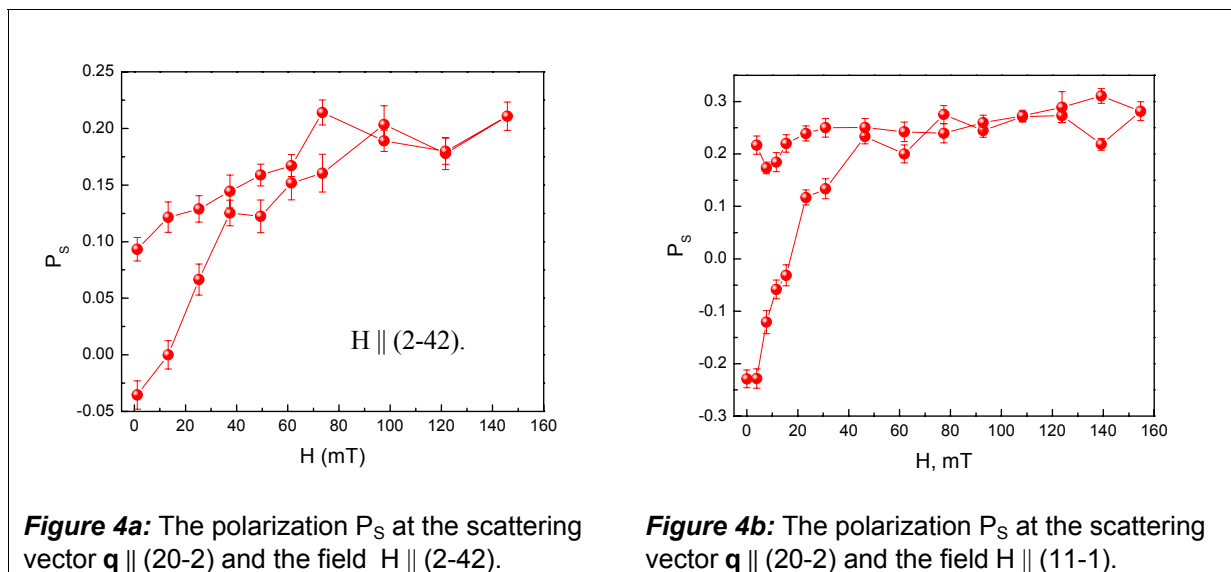 0.25
0.20
0.15
0.10
0.05
0.00
-0.05
P_S
H || (2-42).
0 20 40 60 80 100 120 140 160
H (mT)
0.3
0.2
0.1
0.0
-0.1
-0.2
-0.3
P_S
0 20 40 60 80 100 120 140 160
H, mT
Figure 4a: The polarization P_S at the scattering
vector q || (20-2) and the field H || (2-42).
Figure 4b: The polarization P_S at the scattering
vector q || (20-2) and the field H || (11-1).